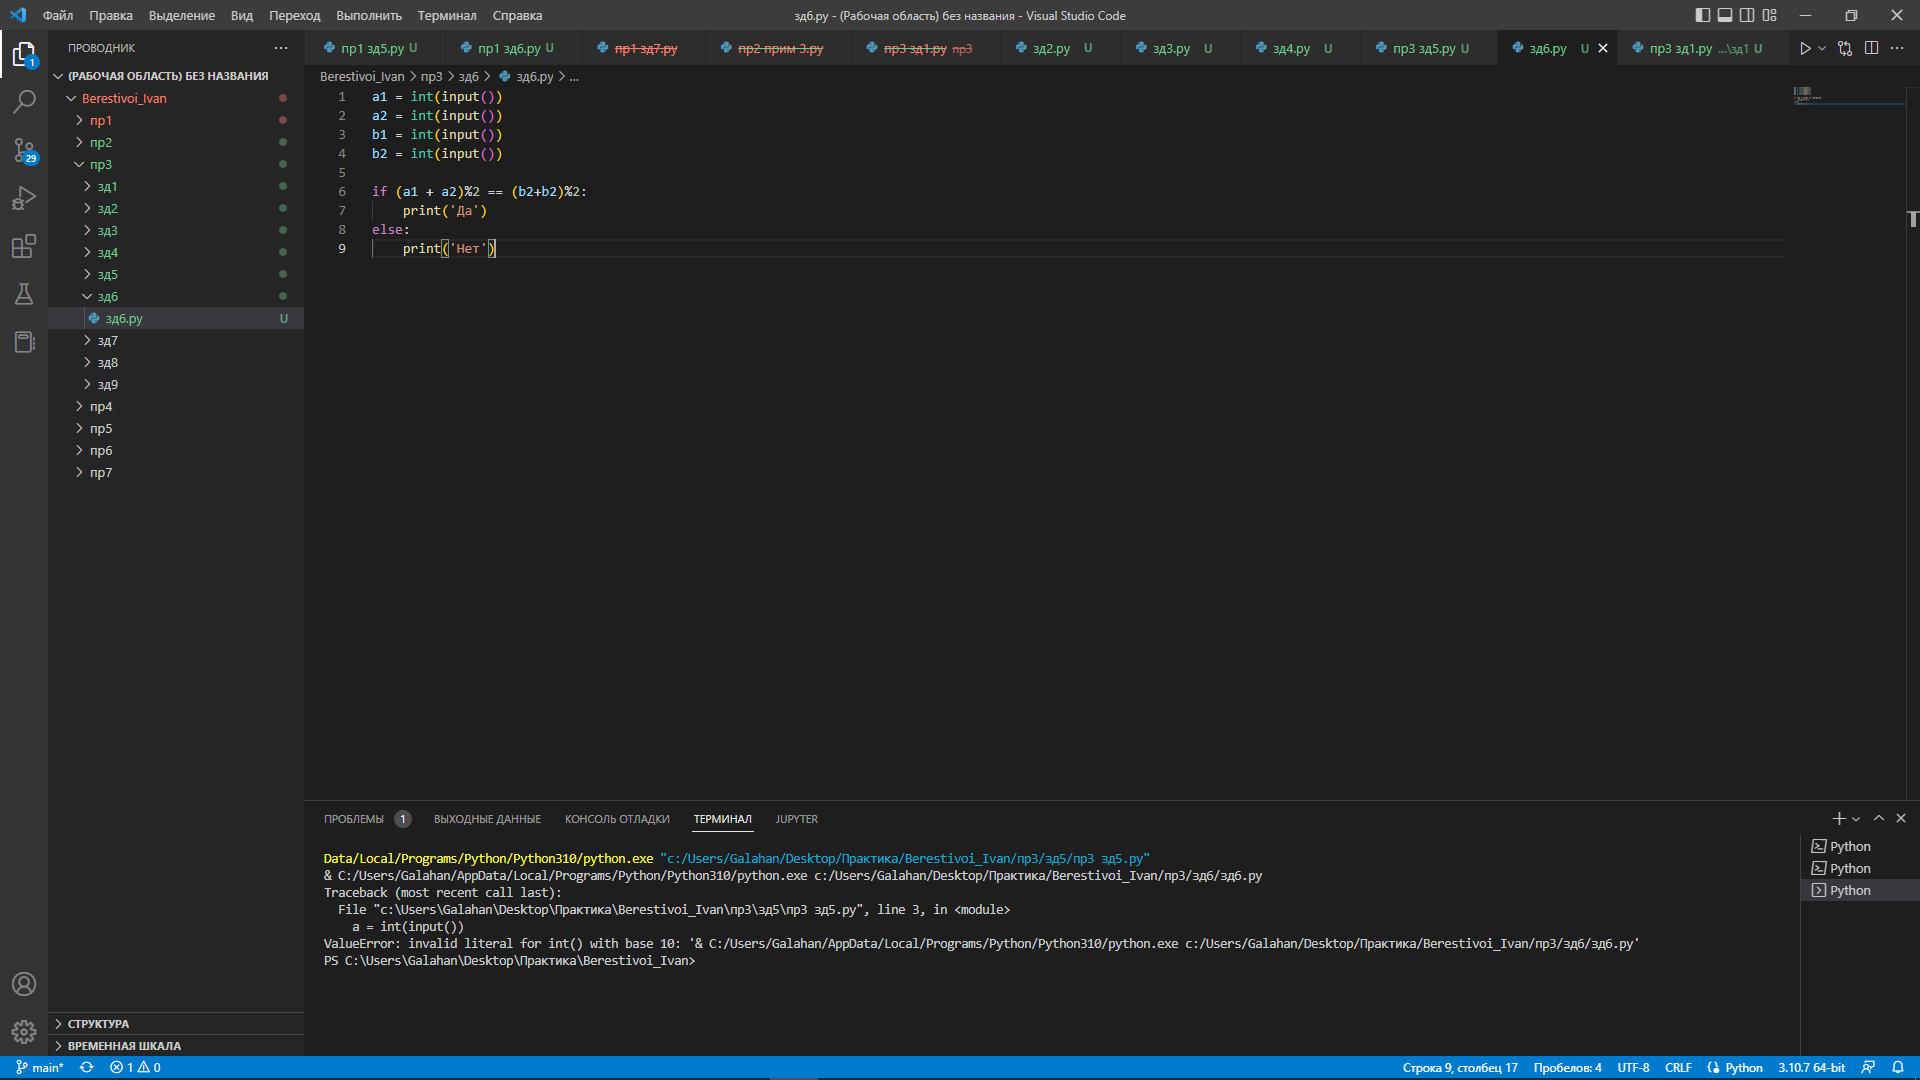 Файл Правка Выделение Вид Переход Выполнить Терминал Справка
зд6.py - (Рабочая область) без названия - Visual Studio Code
ПРОВОДНИК
пр1 зд5.py U
пр1 зд6.py U
пр1 зд7.py
пр2 прим 3.py
пр3 зд1.py пр3
зд2.py U
зд3.py U
зд4.py U
пр3 зд5.py U
зд6.py U
пр3 зд1.py ...\зд1 U
1
29
(РАБОЧАЯ ОБЛАСТЬ) БЕЗ НАЗВАНИЯ
Berestivoi_Ivan
пр1
пр2
пр3
зд1
зд2
зд3
зд4
зд5
зд6
зд6.py U
зд7
зд8
зд9
пр4
пр5
пр6
пр7
СТРУКТУРА
ВРЕМЕННАЯ ШКАЛА
Berestivoi_Ivan > пр3 > зд6 > зд6.py > ...
1 a1 = int(input())
2 a2 = int(input())
3 b1 = int(input())
4 b2 = int(input())
5
6 if (a1 + a2)%2 == (b2+b2)%2:
7 print('Да')
8 else:
9 print('Нет')
ПРОБЛЕМЫ 1 ВЫХОДНЫЕ ДАННЫЕ КОНСОЛЬ ОТЛАДКИ ТЕРМИНАЛ JUPYTER
Data/Local/Programs/Python/Python310/python.exe "c:/Users/Galahan/Desktop/Практика/Berestivoi_Ivan/пр3/зд5/пр3 зд5.py"
& C:/Users/Galahan/AppData/Local/Programs/Python/Python310/python.exe c:/Users/Galahan/Desktop/Практика/Berestivoi_Ivan/пр3/зд6/зд6.py
Traceback (most recent call last):
File "c:\Users\Galahan\Desktop\Практика\Berestivoi_Ivan\пр3\зд5\пр3 зд5.py", line 3, in <module>
a = int(input())
ValueError: invalid literal for int() with base 10: '& C:/Users/Galahan/AppData/Local/Programs/Python/Python310/python.exe c:/Users/Galahan/Desktop/Практика/Berestivoi_Ivan/пр3/зд6/зд6.py'
PS C:\Users\Galahan\Desktop\Практика\Berestivoi_Ivan>
Python
Python
Python
main* 1 0
Строка 9, столбец 17 Пробелов: 4 UTF-8 CRLF Python 3.10.7 64-bit